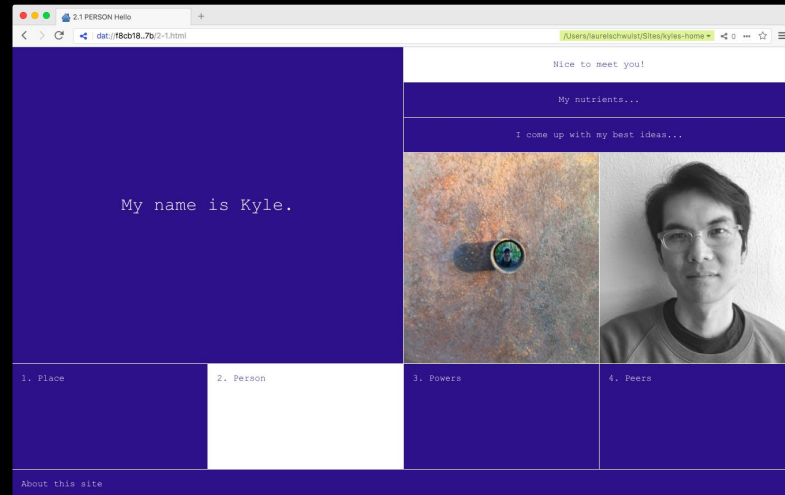 2.1 PERSON Hello
dat://f8cb18..7b/2-1.html
/Users/laurelschwulst/Sites/kyles-home
0
Nice to meet you!
My nutrients...
I come up with my best ideas...
My name is Kyle.
1. Place
2. Person
3. Powers
4. Peers
About this site